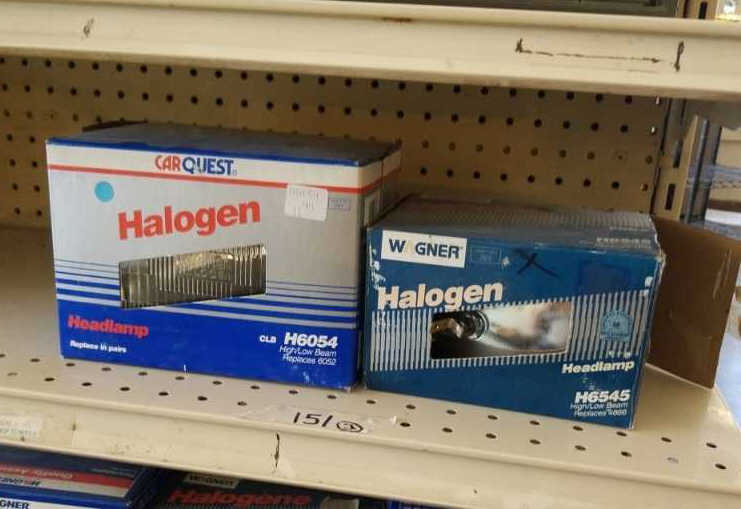 CARQUEST
Halogen
Headlamp
Replace in pairs
CLB H6054
High/Low Beam
Replaces 6052
WAGNER
Halogen
X
Headlamp
H6545
High/Low Beam
151
Halogene